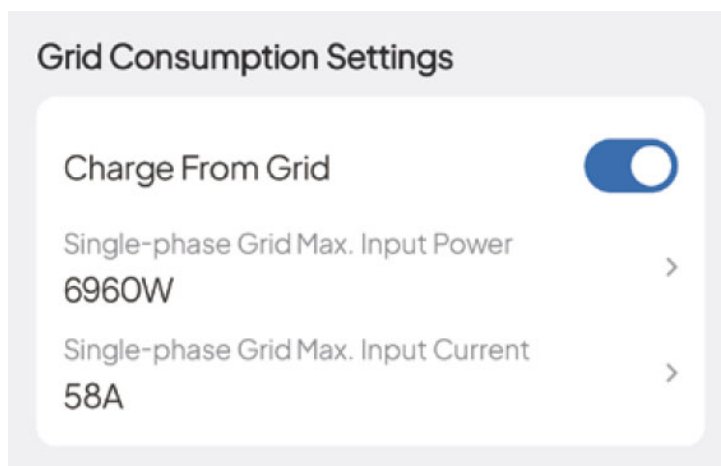 Grid Consumption Settings
Charge From Grid
Single-phase Grid Max. Input Power
6960W
Single-phase Grid Max. Input Current
58A